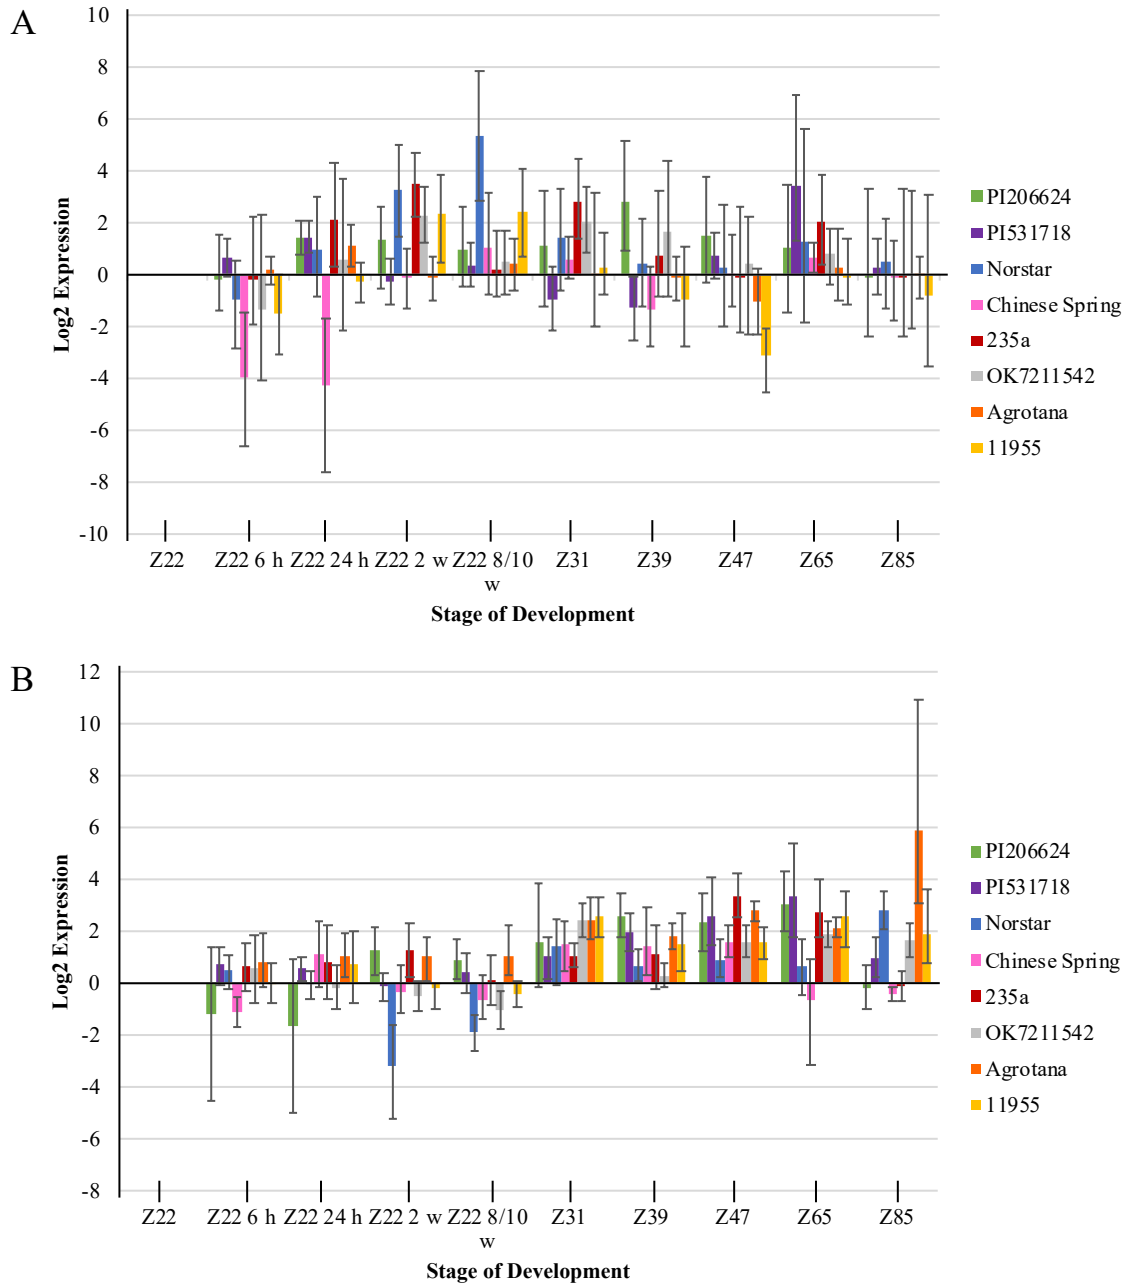 A
10
8
6
4
2
0
-2
-4
-6
-8
-10
Log2 Expression
Z22 Z22 6 h Z22 24 h Z22 2 w Z22 8/10 w Z31 Z39 Z47 Z65 Z85
Stage of Development
PI206624
PI531718
Norstar
Chinese Spring
235a
OK7211542
Agrotana
11955
B
12
10
8
6
4
2
0
-2
-4
-6
-8
Log2 Expression
Z22 Z22 6 h Z22 24 h Z22 2 w Z22 8/10 w Z31 Z39 Z47 Z65 Z85
Stage of Development
PI206624
PI531718
Norstar
Chinese Spring
235a
OK7211542
Agrotana
11955